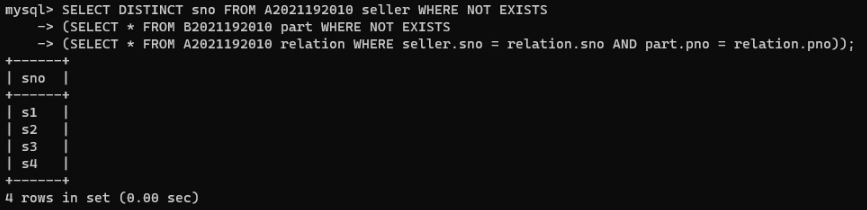 mysql> SELECT DISTINCT sno FROM A2021192010 seller WHERE NOT EXISTS
    -> (SELECT * FROM B2021192010 part WHERE NOT EXISTS
    -> (SELECT * FROM A2021192010 relation WHERE seller.sno = relation.sno AND part.pno = relation.pno));
+------+
| sno  |
+------+
| s1   |
| s2   |
| s3   |
| s4   |
+------+
4 rows in set (0.00 sec)